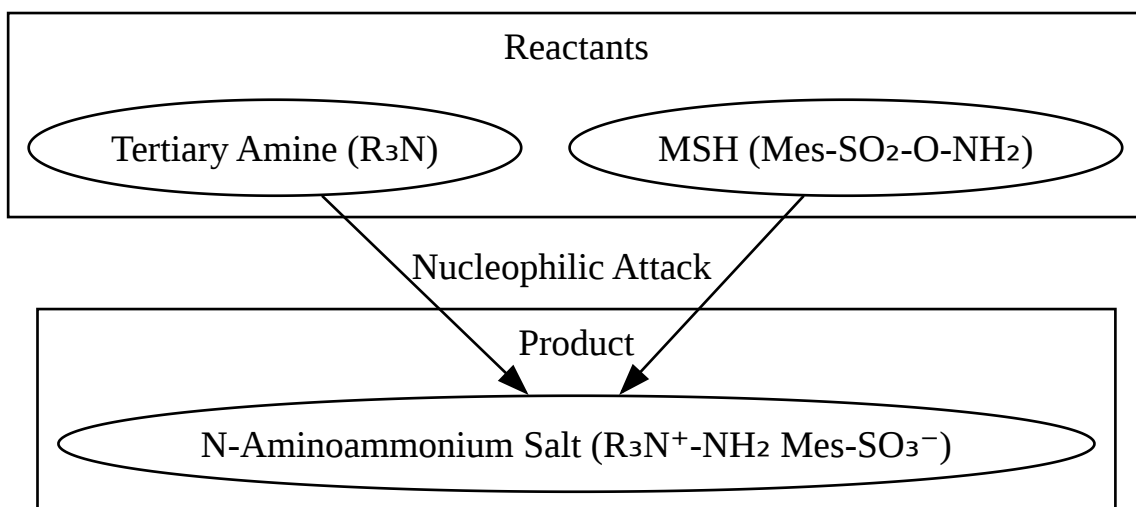 Reactants
Tertiary Amine (R₃N)
MSH (Mes-SO₂-O-NH₂)
Nucleophilic Attack
Product
N-Aminoammonium Salt (R₃N⁺-NH₂ Mes-SO₃⁻)